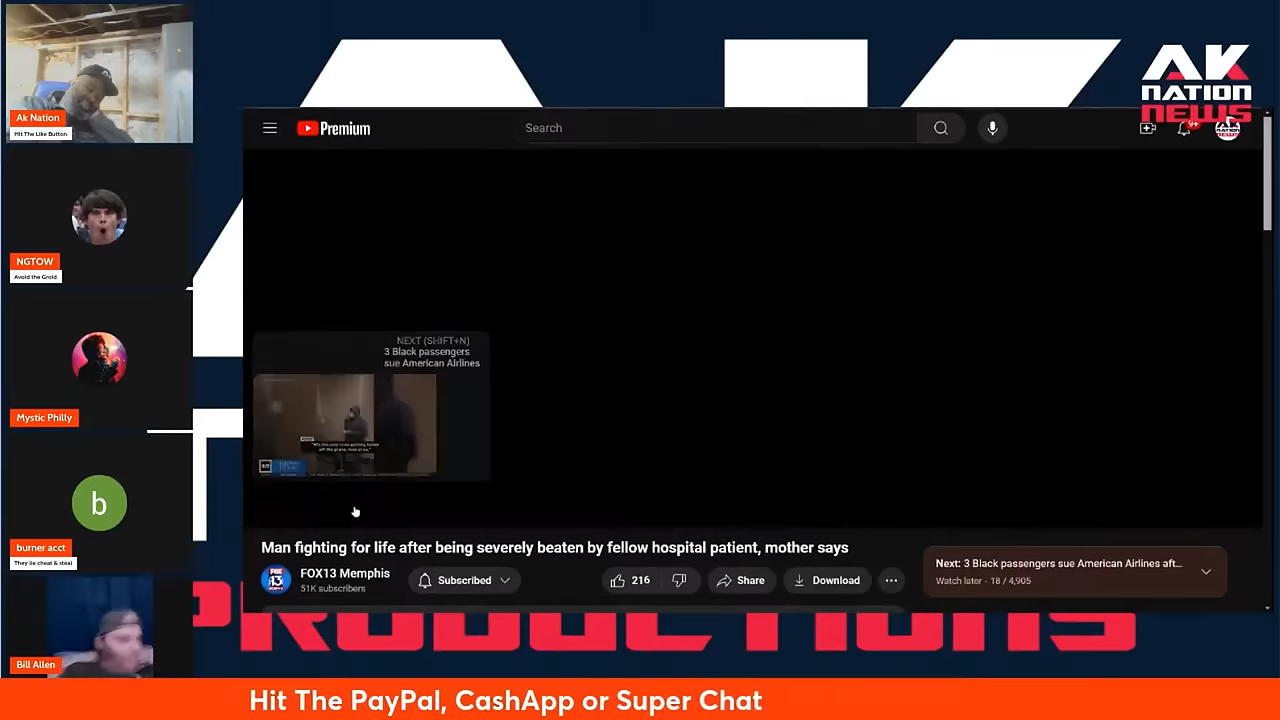 Ak Nation
Hit The Like Button
NGTOW
Avoid the Groid
Mystic Philly
b
burner acct
They lie cheat & steal
Bill Allen
AK
NATION
NEWS
Premium
Search
9+
NEXT (SHIFT+N)
3 Black passengers
sue American Airlines
Man fighting for life after being severely beaten by fellow hospital patient, mother says
FOX13 Memphis
51K subscribers
Subscribed
216
Share
Download
Next: 3 Black passengers sue American Airlines aft...
Watch later - 18 / 4,905
PRODUCTIONS
Hit The PayPal, CashApp or Super Chat